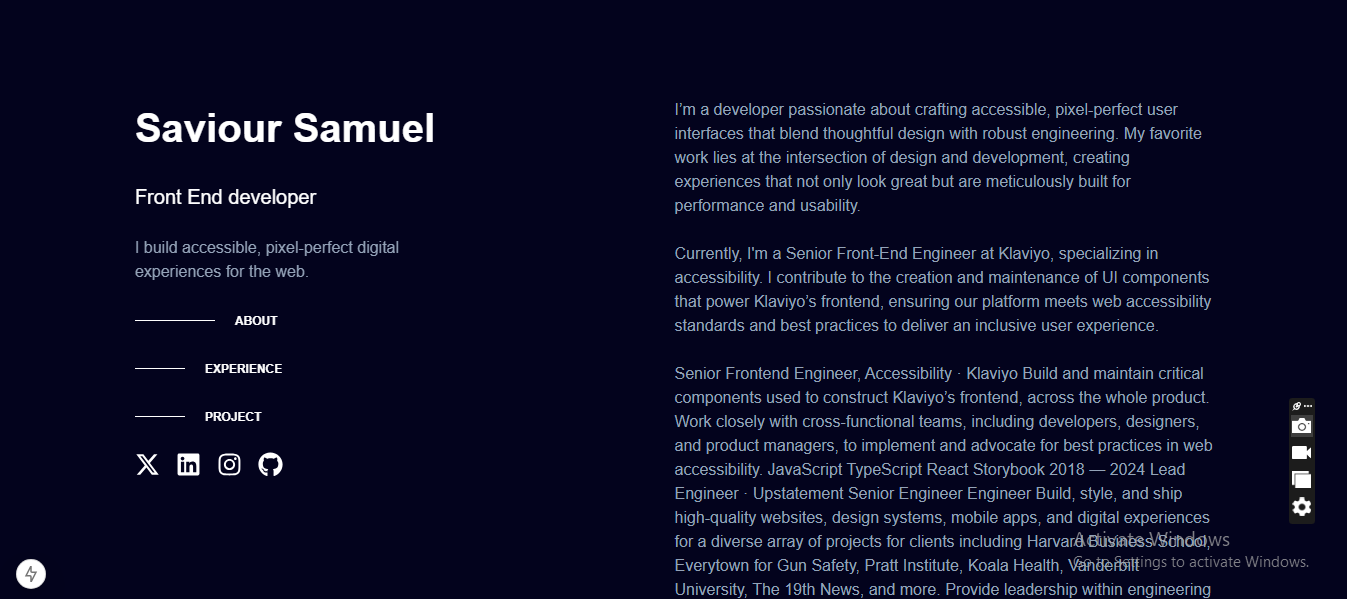 Saviour Samuel
Front End developer
I build accessible, pixel-perfect digital
experiences for the web.
ABOUT
EXPERIENCE
PROJECT
I’m a developer passionate about crafting accessible, pixel-perfect user
interfaces that blend thoughtful design with robust engineering. My favorite
work lies at the intersection of design and development, creating
experiences that not only look great but are meticulously built for
performance and usability.
Currently, I'm a Senior Front-End Engineer at Klaviyo, specializing in
accessibility. I contribute to the creation and maintenance of UI components
that power Klaviyo’s frontend, ensuring our platform meets web accessibility
standards and best practices to deliver an inclusive user experience.
Senior Frontend Engineer, Accessibility · Klaviyo Build and maintain critical
components used to construct Klaviyo’s frontend, across the whole product.
Work closely with cross-functional teams, including developers, designers,
and product managers, to implement and advocate for best practices in web
accessibility. JavaScript TypeScript React Storybook 2018 — 2024 Lead
Engineer · Upstatement Senior Engineer Engineer Build, style, and ship
high-quality websites, design systems, mobile apps, and digital experiences
for a diverse array of projects for clients including Harvard Business School,
Everytown for Gun Safety, Pratt Institute, Koala Health, Vanderbilt
University, The 19th News, and more. Provide leadership within engineering
Activate Windows
Go to Settings to activate Windows.